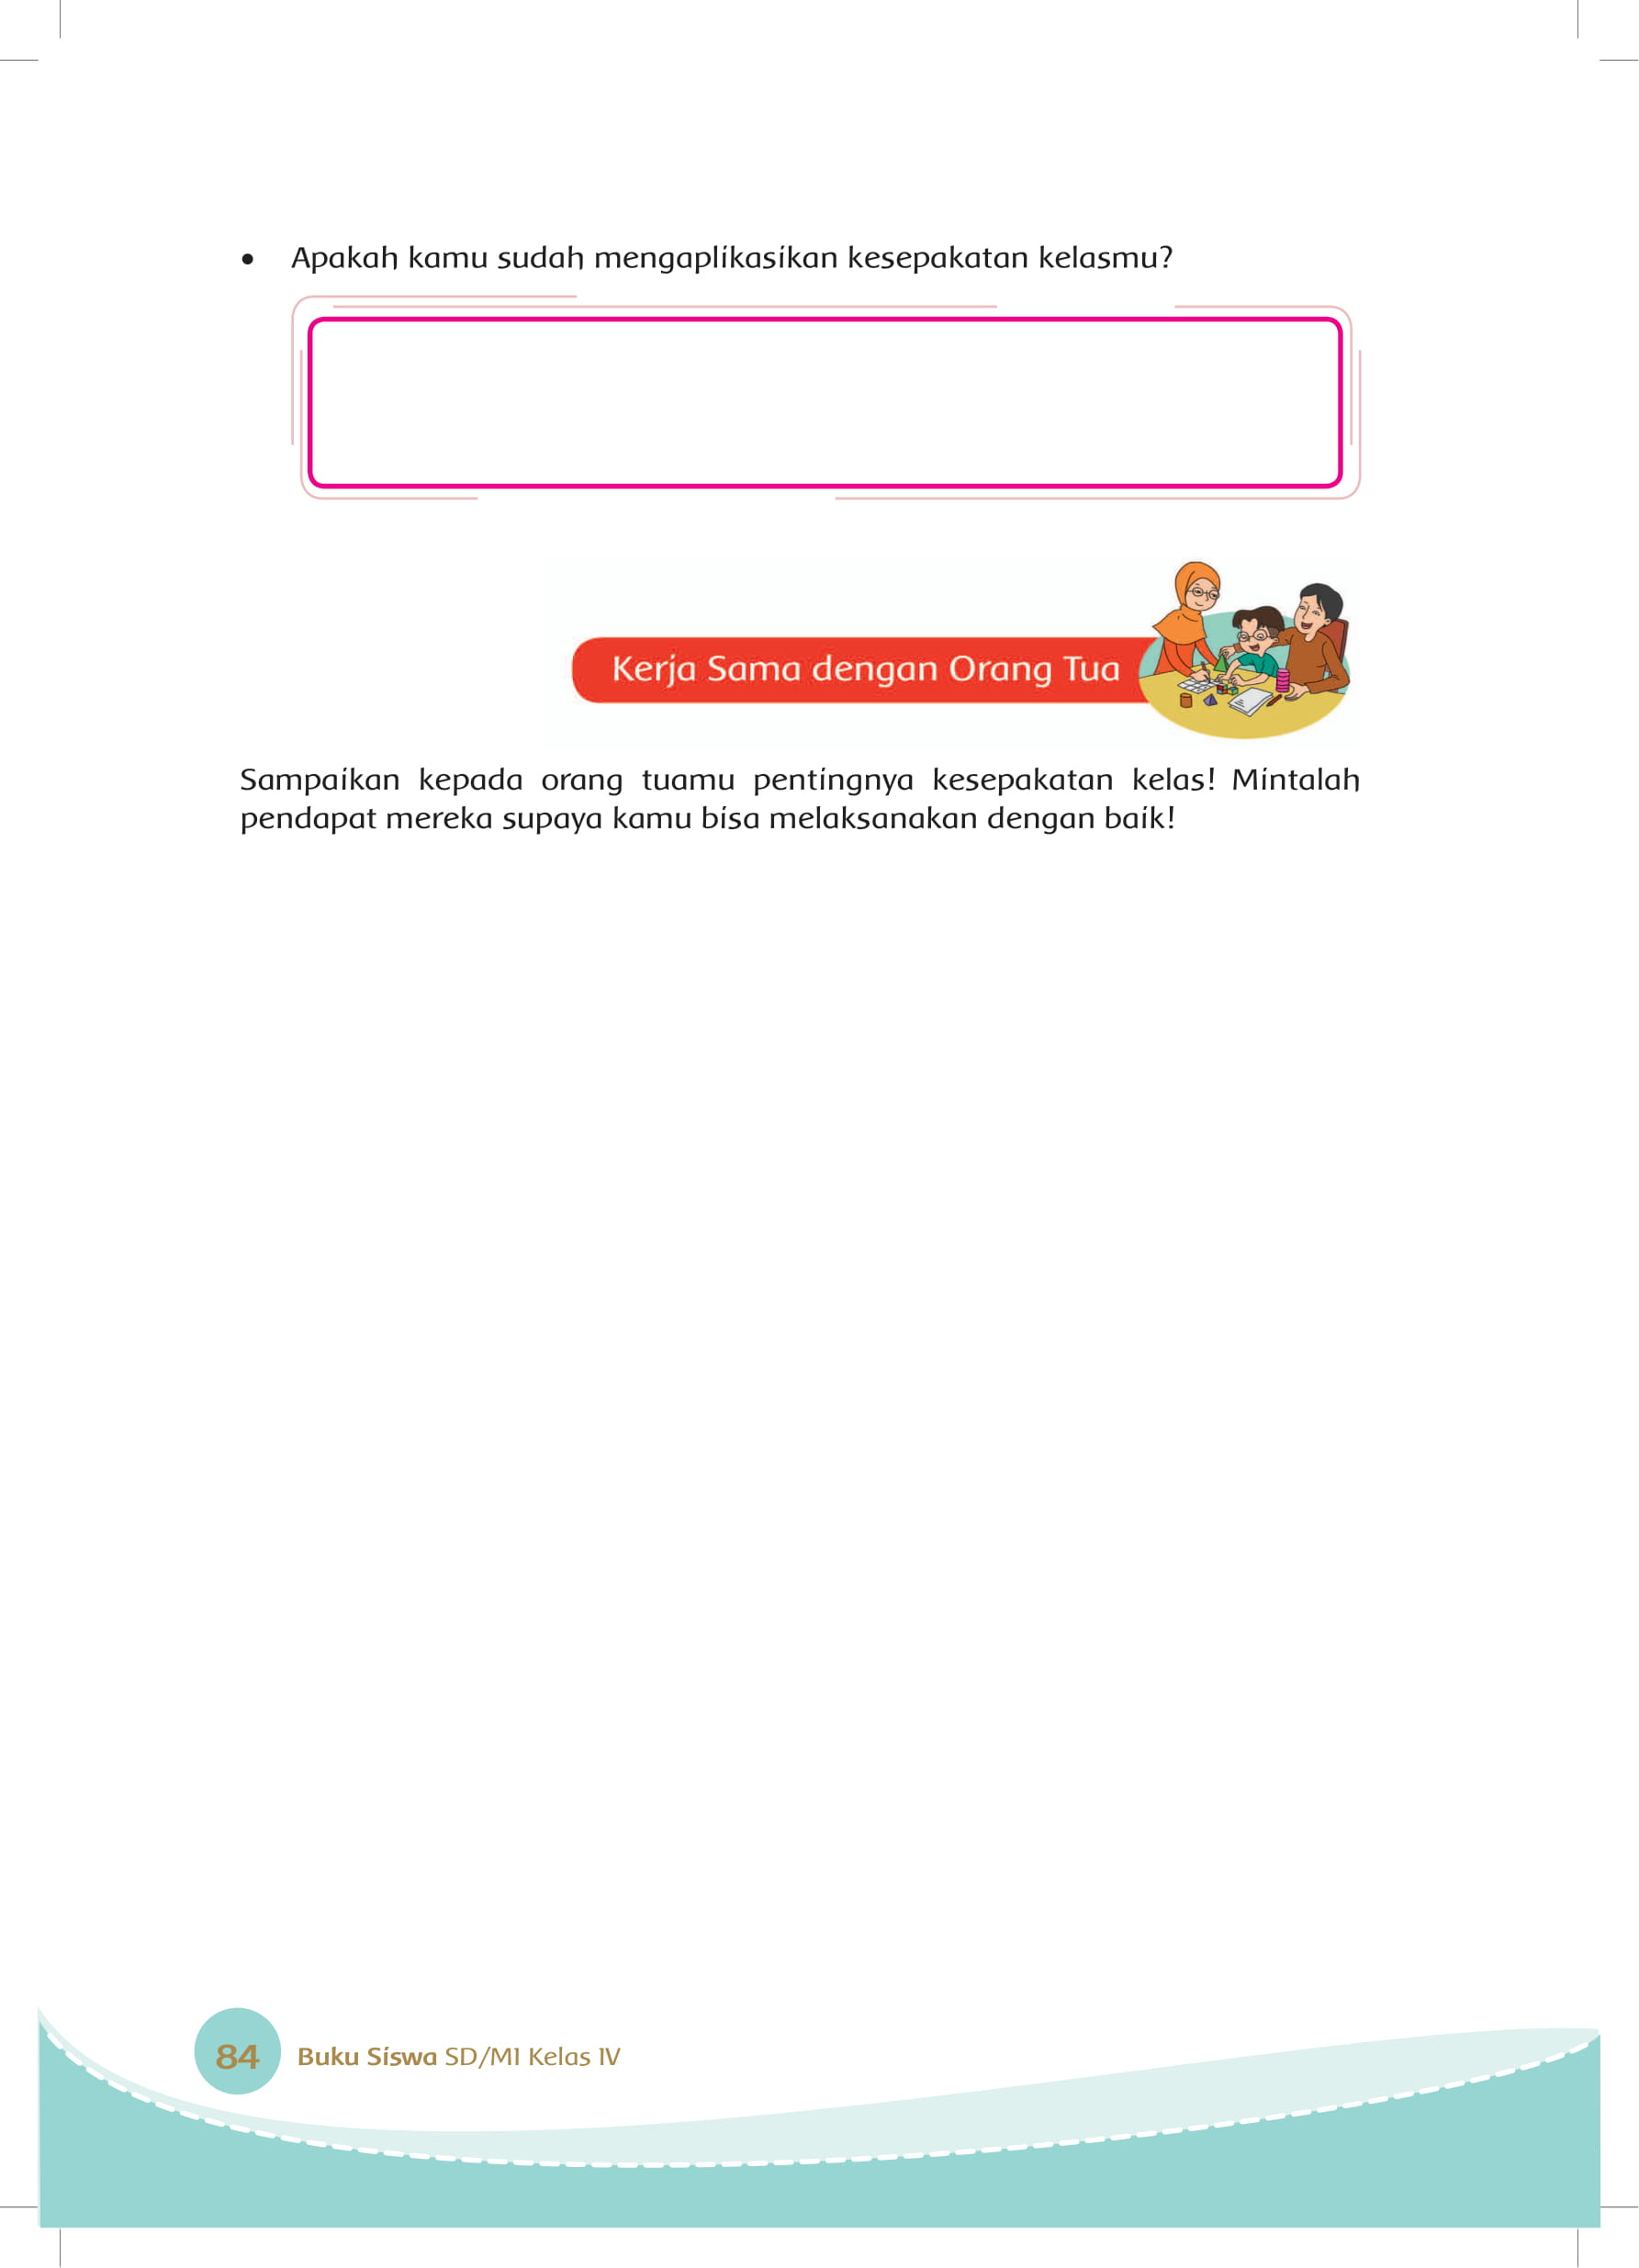 • Apakah kamu sudah mengaplikasikan kesepakatan kelasmu?
Kerja Sama dengan Orang Tua
Sampaikan kepada orang tuamu pentingnya kesepakatan kelas! Mintalah
pendapat mereka supaya kamu bisa melaksanakan dengan baik!
84 Buku Siswa SD/MI Kelas IV